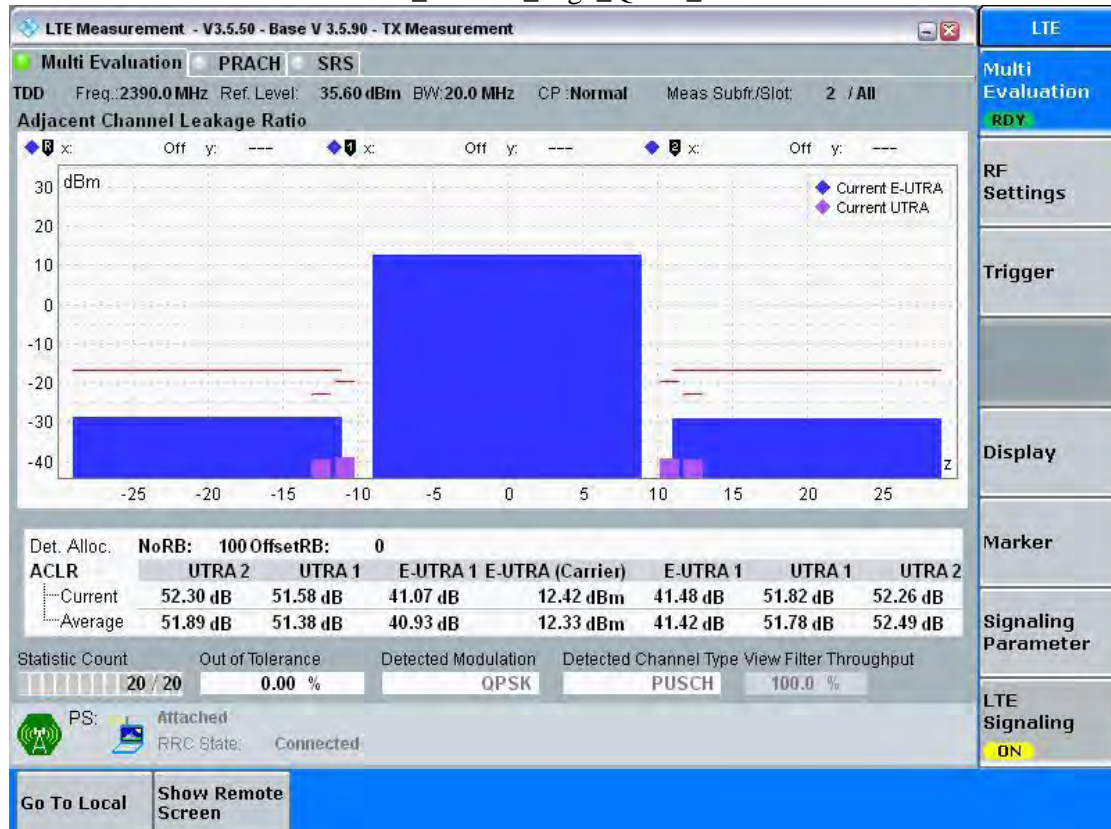 LTE Measurement - V3.5.50 - Base V 3.5.90 - TX Measurement
LTE
Multi Evaluation PRACH SRS
TDD Freq.:2390.0 MHz Ref. Level: 35.60 dBm BW:20.0 MHz CP :Normal Meas Subfr./Slot: 2 / All
Adjacent Channel Leakage Ratio
R x: Off y: --- 1 x: Off y: --- 2 x: Off y: ---
dBm
Current E-UTRA
Current UTRA
30
20
10
0
-10
-20
-30
-40
z
-25 -20 -15 -10 -5 0 5 10 15 20 25
Det. Alloc. NoRB: 100 OffsetRB: 0
ACLR UTRA 2 UTRA 1 E-UTRA 1 E-UTRA (Carrier) E-UTRA 1 UTRA 1 UTRA 2
Current 52.30 dB 51.58 dB 41.07 dB 12.42 dBm 41.48 dB 51.82 dB 52.26 dB
Average 51.89 dB 51.38 dB 40.93 dB 12.33 dBm 41.42 dB 51.78 dB 52.49 dB
Statistic Count Out of Tolerance Detected Modulation Detected Channel Type View Filter Throughput
20 / 20 0.00 % QPSK PUSCH 100.0 %
PS: Attached
RRC State: Connected
Multi Evaluation
RDY
RF Settings
Trigger
Display
Marker
Signaling Parameter
LTE Signaling
ON
Go To Local
Show Remote Screen